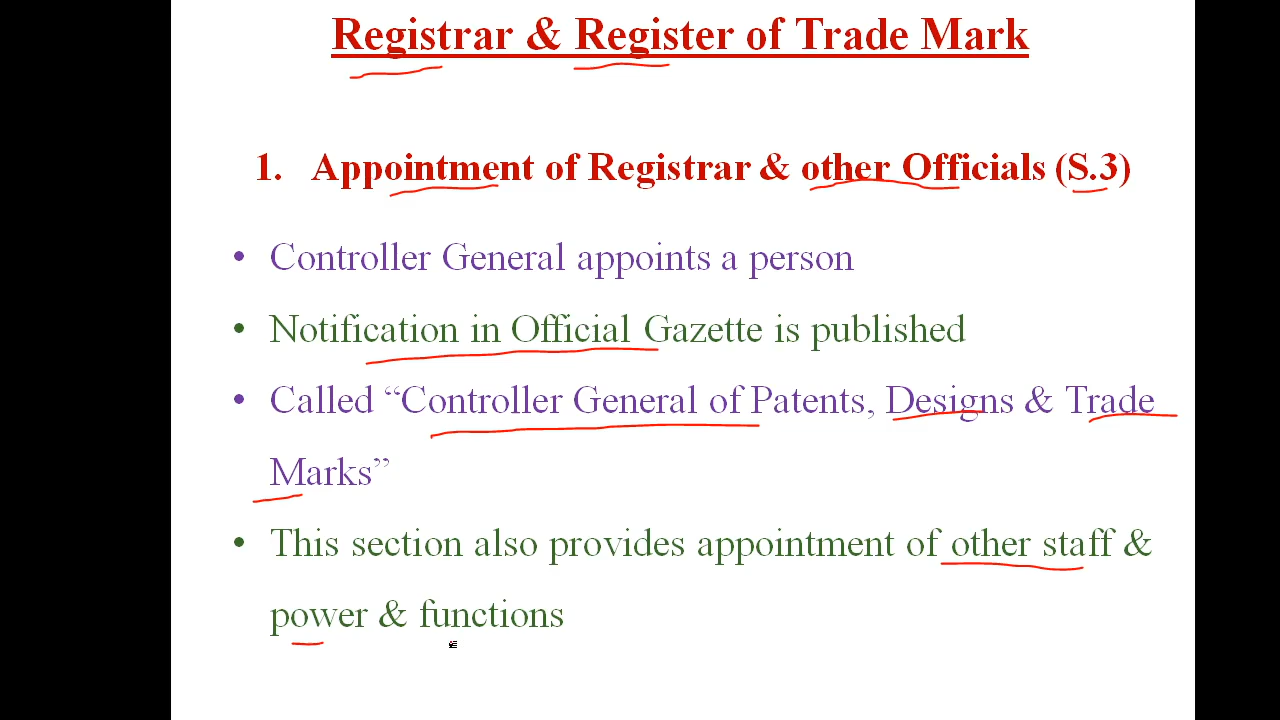 Registrar & Register of Trade Mark
1. Appointment of Registrar & other Officials (S.3)
• Controller General appoints a person
• Notification in Official Gazette is published
• Called “Controller General of Patents, Designs & Trade
Marks”
• This section also provides appointment of other staff &
power & functions